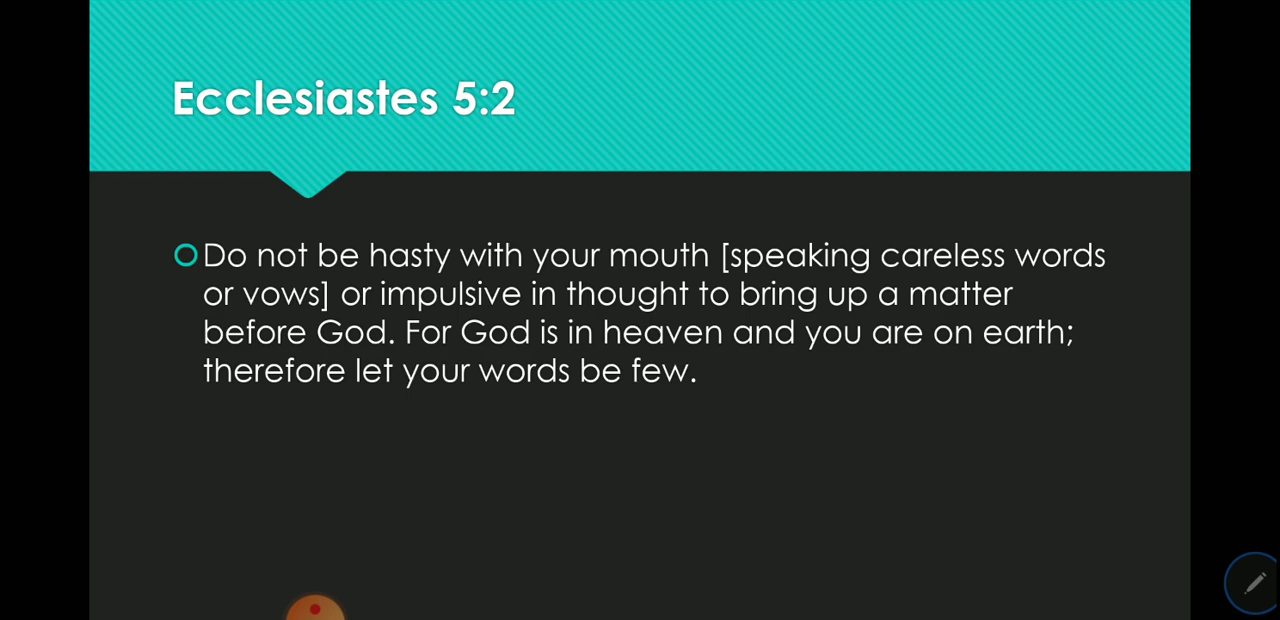 Ecclesiastes 5:2
Do not be hasty with your mouth [speaking careless words
or vows] or impulsive in thought to bring up a matter
before God. For God is in heaven and you are on earth;
therefore let your words be few.